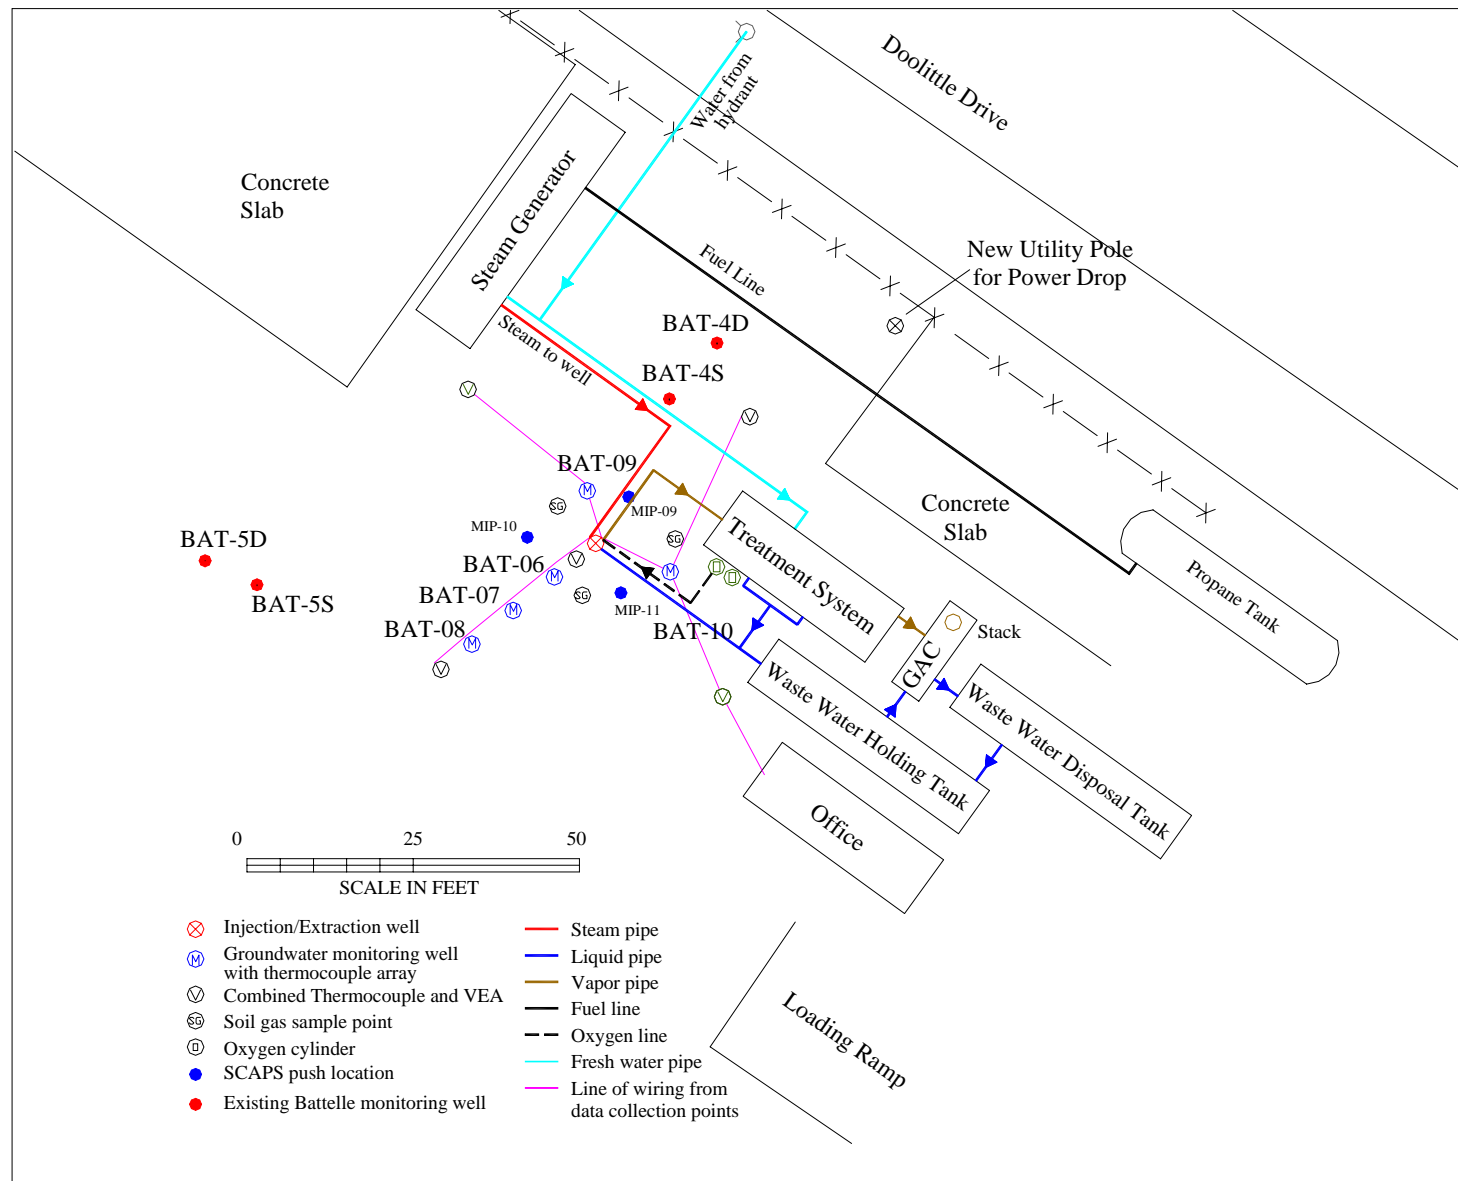 Doolittle Drive
Water from
hydrant
Concrete
Slab
Steam Generator
Fuel Line
New Utility Pole
for Power Drop
BAT-4D
Steam to well
BAT-4S
V
V
BAT-09
M
SG
MIP-09
MIP-10
SG
Concrete
Slab
Treatment System
BAT-5D
BAT-5S
BAT-06
V
M
M
BAT-07
SG
MIP-11
BAT-08
M
V
BAT-10
Propane Tank
Stack
GAC
V
Waste Water Holding Tank
Waste Water Disposal Tank
Office
0 25 50
SCALE IN FEET
Injection/Extraction well
M Groundwater monitoring well
with thermocouple array
V Combined Thermocouple and VEA
SG Soil gas sample point
Oxygen cylinder
SCAPS push location
Existing Battelle monitoring well
Steam pipe
Liquid pipe
Vapor pipe
Fuel line
Oxygen line
Fresh water pipe
Line of wiring from
data collection points
Loading Ramp